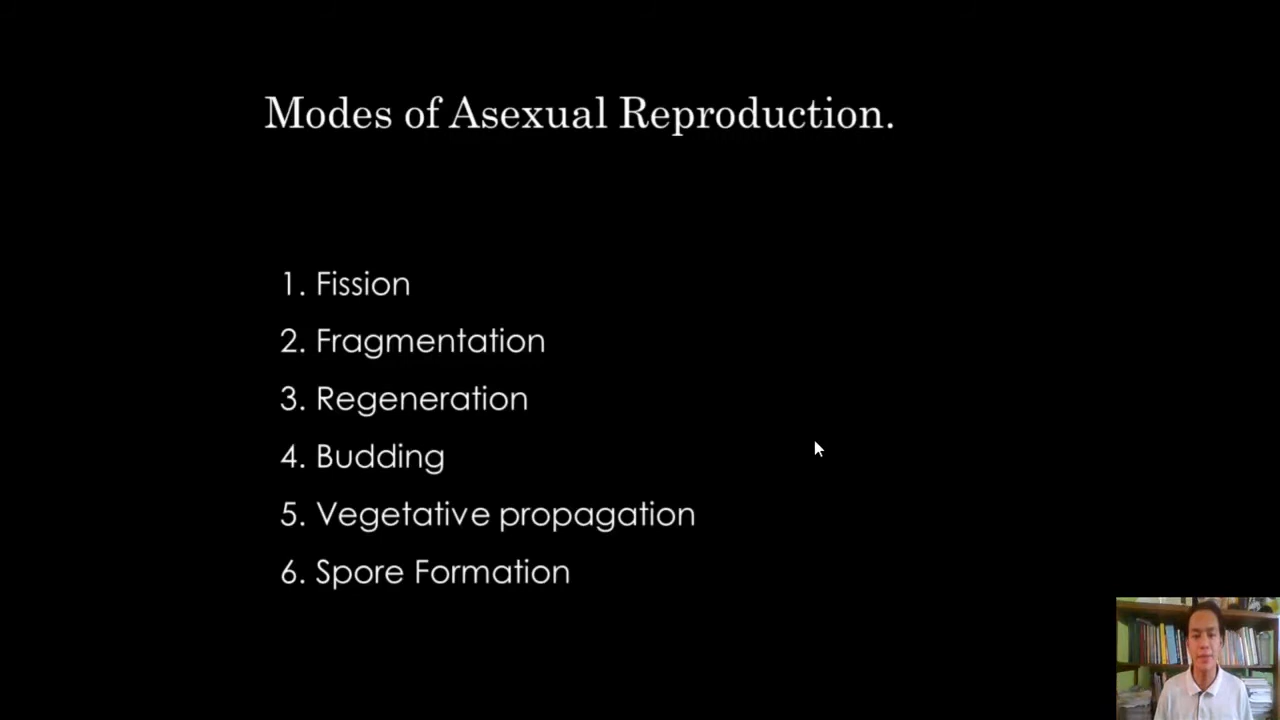 Modes of Asexual Reproduction.
1. Fission
2. Fragmentation
3. Regeneration
4. Budding
5. Vegetative propagation
6. Spore Formation